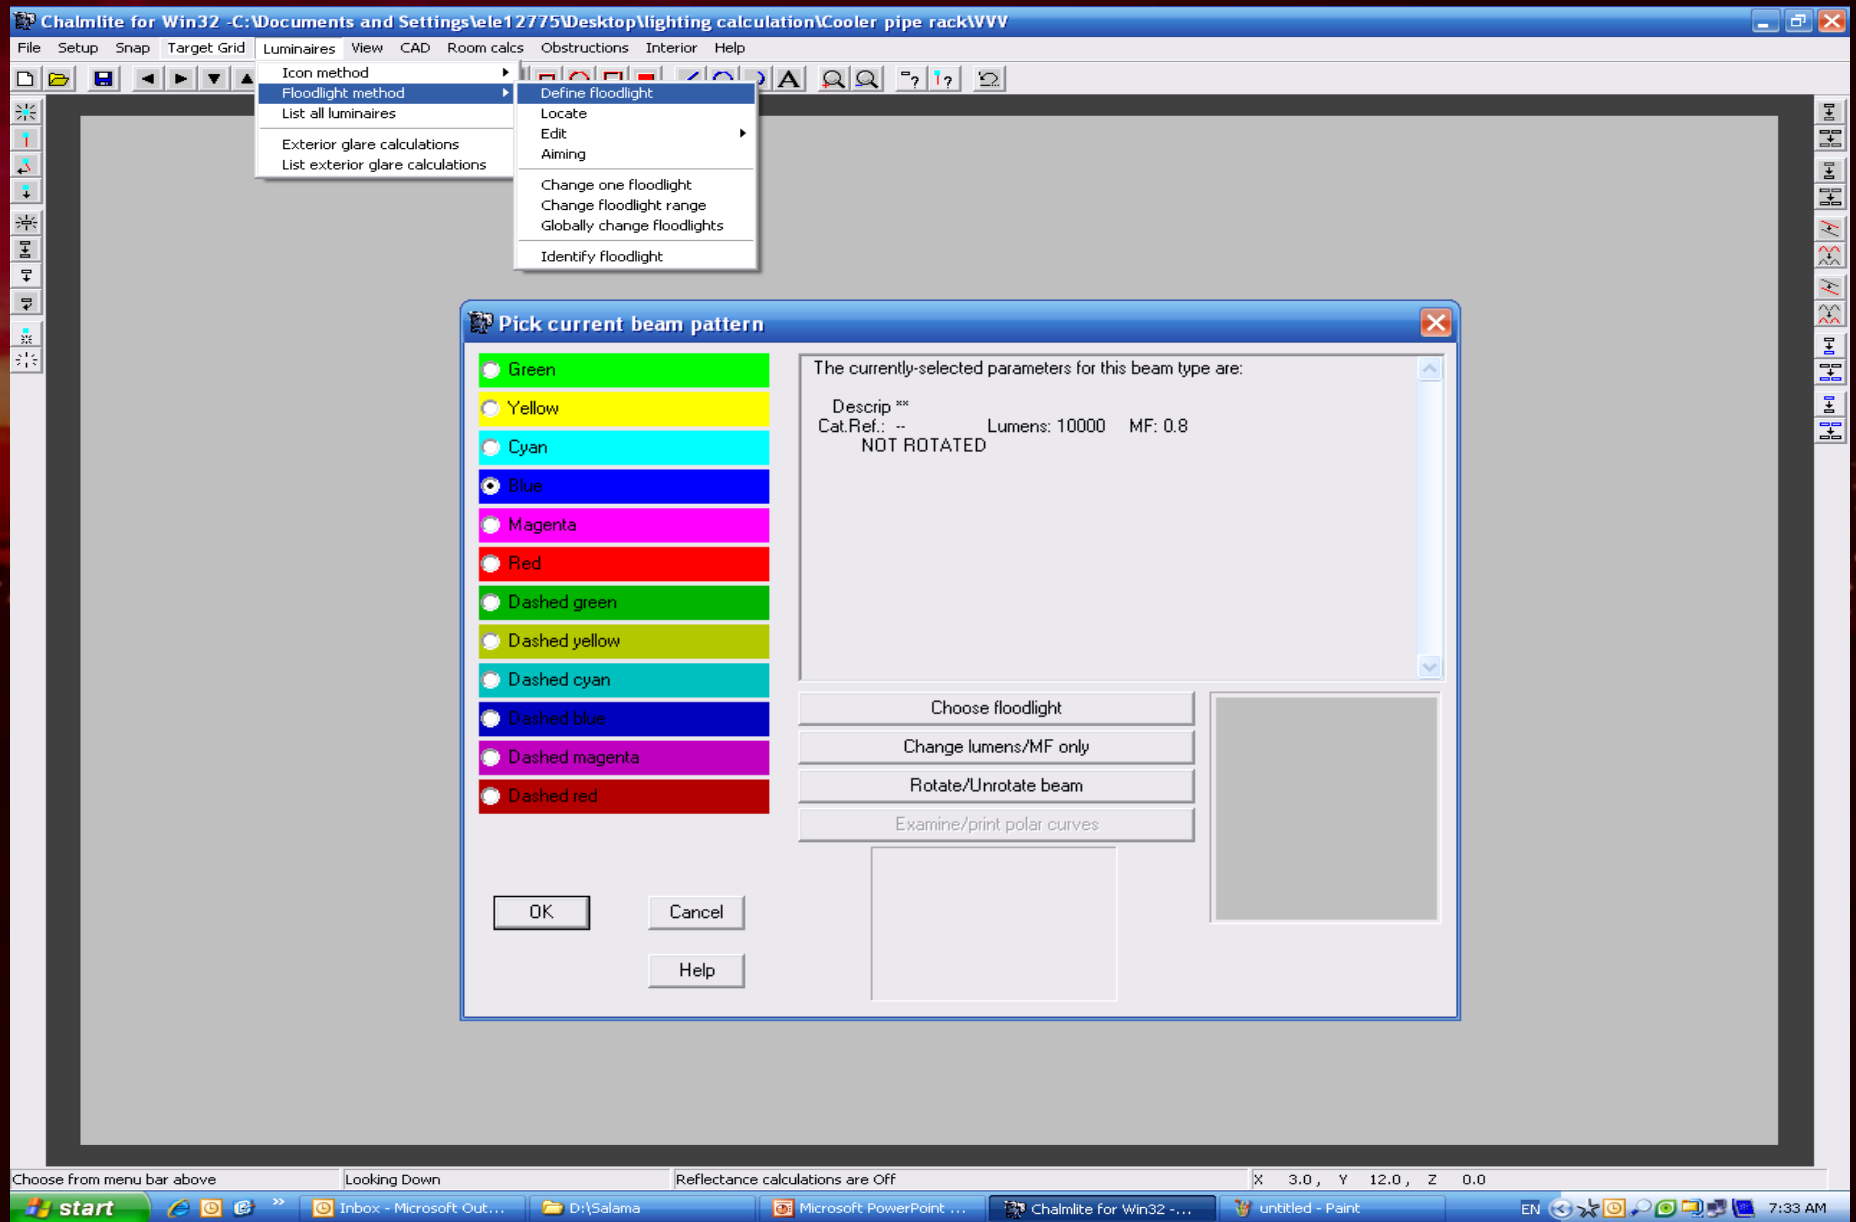 Chalmlite for Win32 -C:\Documents and Settings\ele12775\Desktop\lighting calculation\Cooler pipe rack\VVV
File Setup Snap Target Grid Luminaires View CAD Room calcs Obstructions Interior Help
Icon method
Floodlight method
List all luminaires
Exterior glare calculations
List exterior glare calculations
Define floodlight
Locate
Edit
Aiming
Change one floodlight
Change floodlight range
Globally change floodlights
Identify floodlight
A
? ?
Pick current beam pattern
Green
Yellow
Cyan
Blue
Magenta
Red
Dashed green
Dashed yellow
Dashed cyan
Dashed blue
Dashed magenta
Dashed red
The currently-selected parameters for this beam type are:
Descrip **
Cat.Ref.: -- Lumens: 10000 MF: 0.8
NOT ROTATED
Choose floodlight
Change lumens/MF only
Rotate/Unrotate beam
Examine/print polar curves
OK
Cancel
Help
Choose from menu bar above Looking Down Reflectance calculations are Off X 3.0 , Y 12.0 , Z 0.0
start Inbox - Microsoft Out... D:\Salama Microsoft PowerPoint ... Chalmlite for Win32 -... untitled - Paint EN 7:33 AM